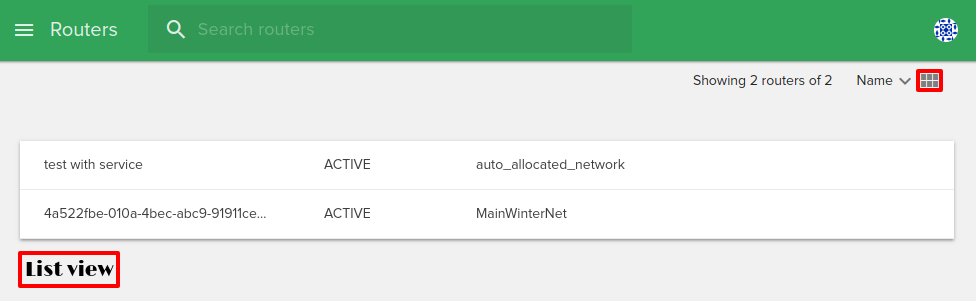 Routers
Search routers
Showing 2 routers of 2 Name
test with service ACTIVE auto_allocated_network
4a522fbe-010a-4bec-abc9-91911ce... ACTIVE MainWinterNet
List view